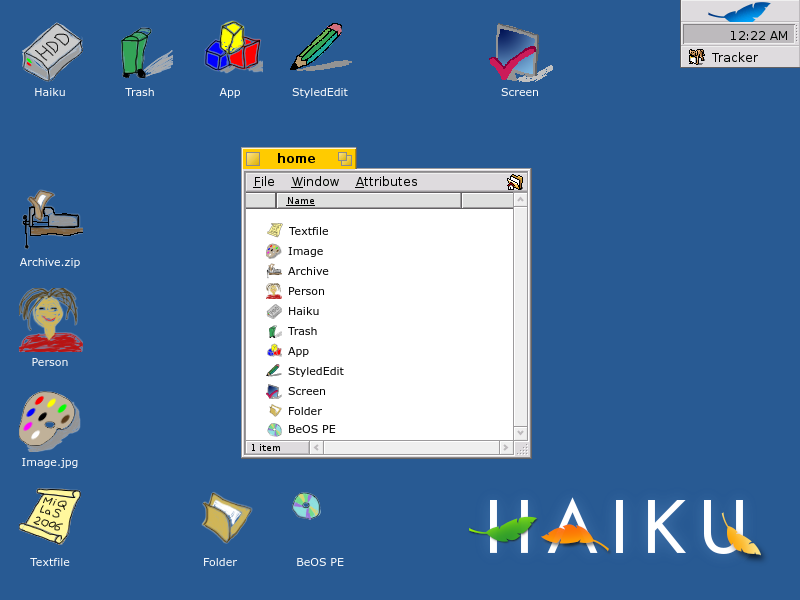 12:22 AM
Tracker
HDD
Haiku
Trash
App
StyledEdit
Screen
home
File Window Attributes
Name
Textfile
Image
Archive
Person
Haiku
Trash
App
StyledEdit
Screen
Folder
BeOS PE
1 item
Archive.zip
Person
Image.jpg
MiQ
LaS
2006
Textfile
Folder
BeOS PE
HAIKU